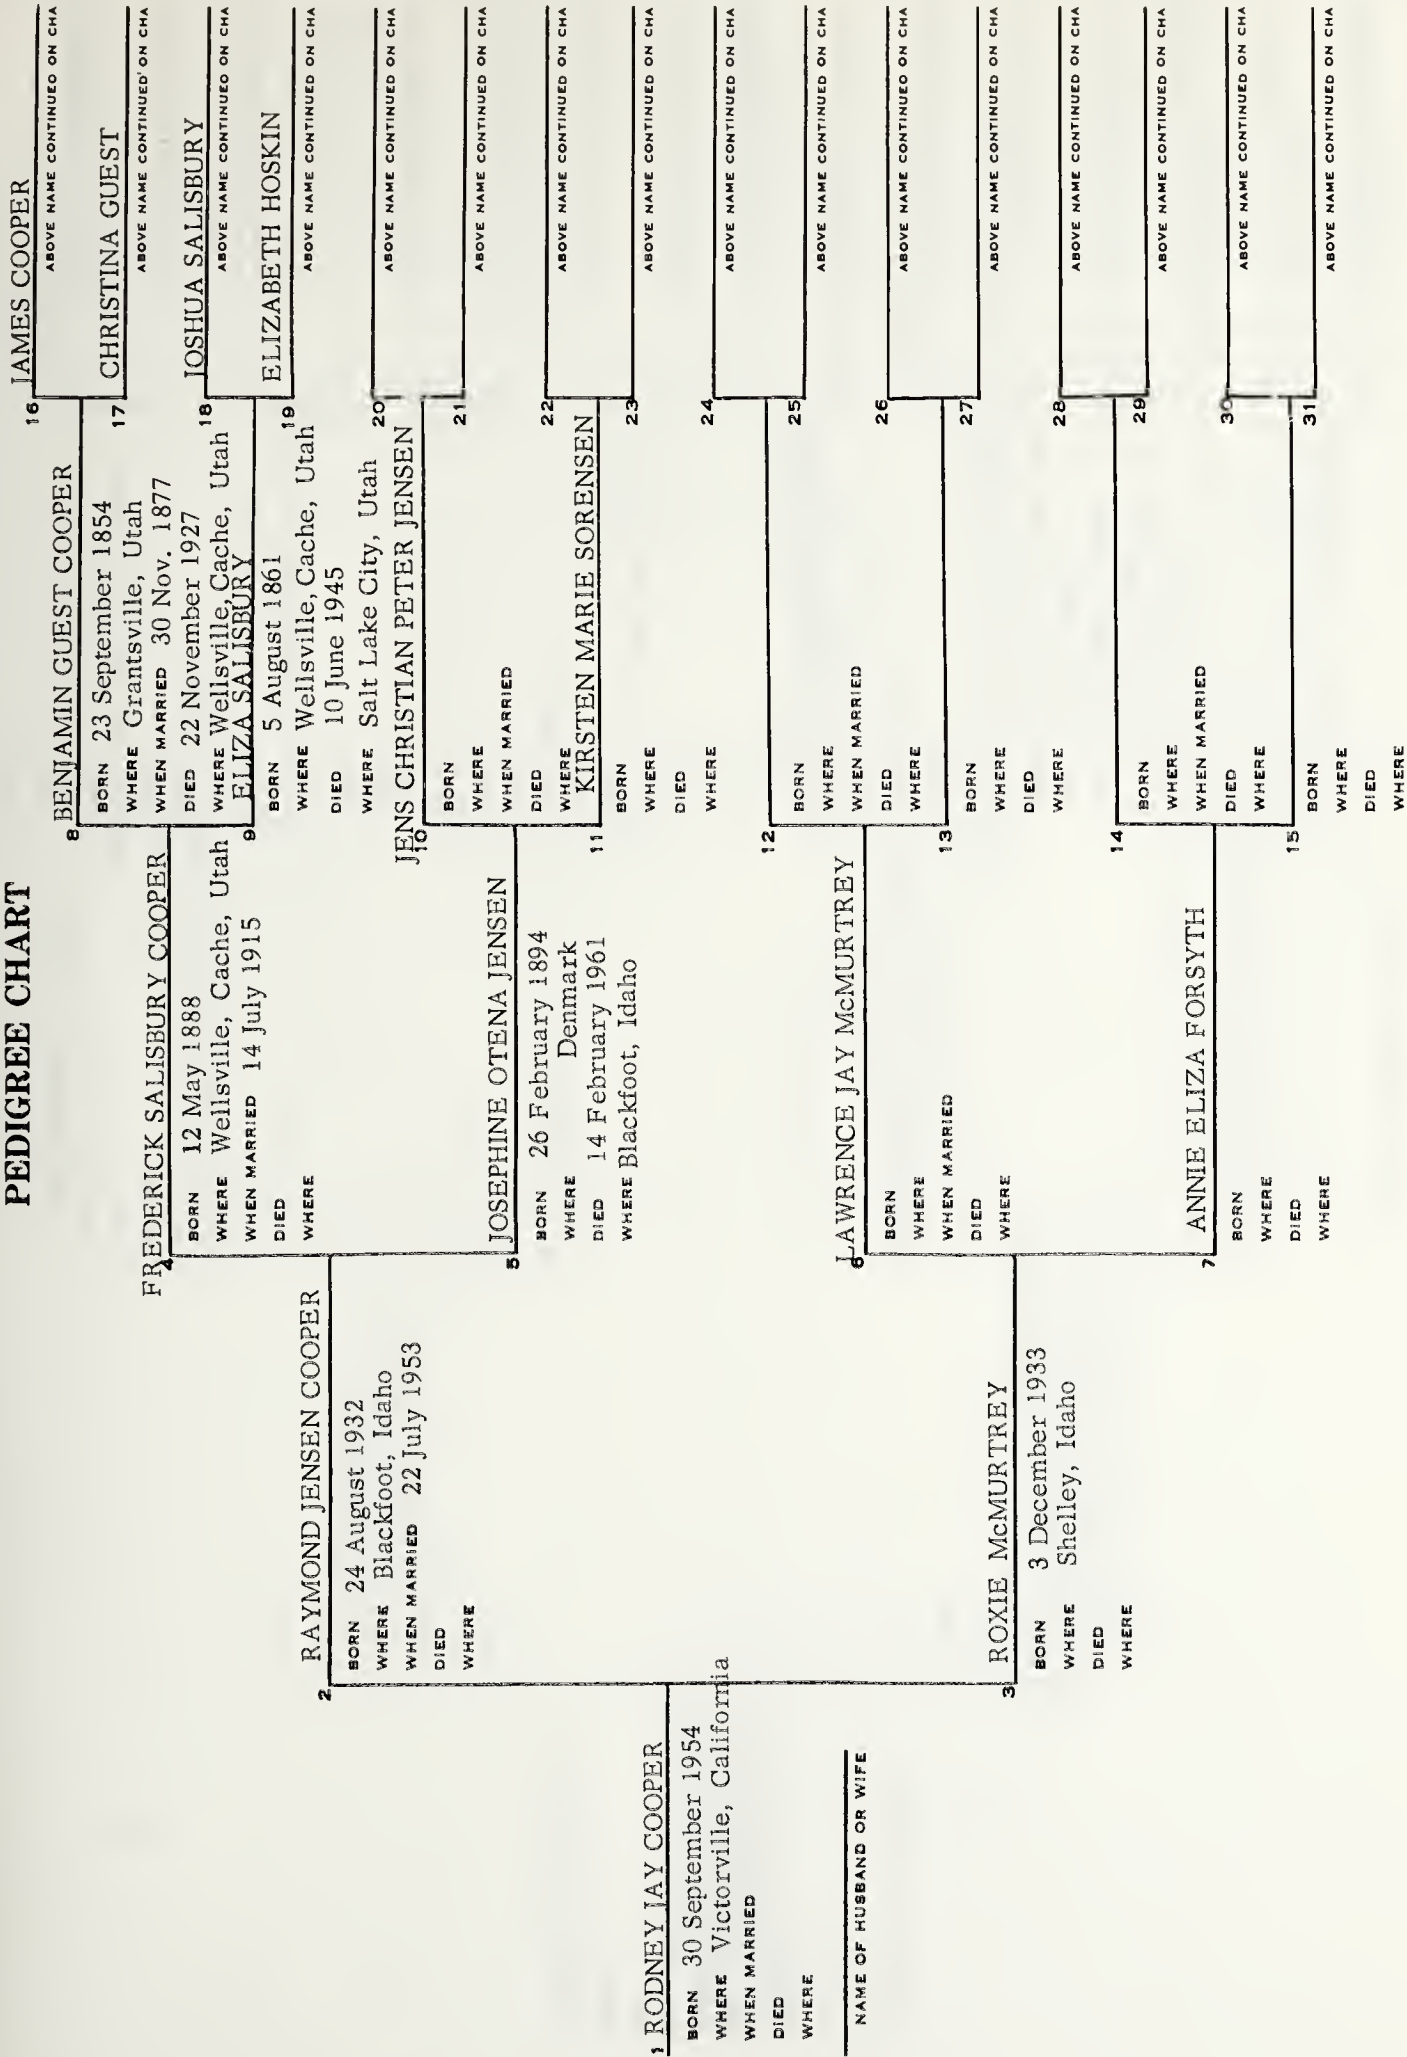 PEDIGREE CHART
1 RODNEY JAY COOPER
BORN 30 September 1954
WHERE Victorville, California
WHEN MARRIED
DIED
WHERE
NAME OF HUSBAND OR WIFE
2
RAYMOND JENSEN COOPER
BORN 24 August 1932
WHERE Blackfoot, Idaho
WHEN MARRIED 22 July 1953
DIED
WHERE
3
ROXIE McMURTREY
BORN 3 December 1933
WHERE Shelley, Idaho
DIED
WHERE
FREDERICK SALISBURY COOPER
4
BORN 12 May 1888
WHERE Wellsville, Cache, Utah
WHEN MARRIED 14 July 1915
DIED
WHERE
JOSEPHINE OTENA JENSEN
5
BORN 26 February 1894
WHERE Denmark
DIED 14 February 1961
WHERE Blackfoot, Idaho
LAWRENCE JAY McMURTREY
6
BORN
WHERE
WHEN MARRIED
DIED
WHERE
ANNIE ELIZA FORSYTH
7
BORN
WHERE
DIED
WHERE
BENJAMIN GUEST COOPER
8
BORN 23 September 1854
WHERE Grantsville, Utah
WHEN MARRIED 30 Nov. 1877
DIED 22 November 1927
WHERE Wellsville, Cache, Utah
ELIZA SALISBURY
9
BORN 5 August 1861
WHERE Wellsville, Cache, Utah
DIED 10 June 1945
WHERE Salt Lake City, Utah
JENS CHRISTIAN PETER JENSEN
10
BORN
WHERE
WHEN MARRIED
DIED
WHERE
KIRSTEN MARIE SORENSEN
11
BORN
WHERE
DIED
WHERE
12
BORN
WHERE
WHEN MARRIED
DIED
WHERE
13
BORN
WHERE
DIED
WHERE
14
BORN
WHERE
WHEN MARRIED
DIED
WHERE
15
BORN
WHERE
DIED
WHERE
JAMES COOPER
16
ABOVE NAME CONTINUED ON CHA
CHRISTINA GUEST
17
ABOVE NAME CONTINUED ON CHA
JOSHUA SALISBURY
18
ABOVE NAME CONTINUED ON CHA
ELIZABETH HOSKIN
19
ABOVE NAME CONTINUED ON CHA
20
ABOVE NAME CONTINUED ON CHA
21
ABOVE NAME CONTINUED ON CHA
22
ABOVE NAME CONTINUED ON CHA
23
ABOVE NAME CONTINUED ON CHA
24
ABOVE NAME CONTINUED ON CHA
25
ABOVE NAME CONTINUED ON CHA
26
ABOVE NAME CONTINUED ON CHA
27
ABOVE NAME CONTINUED ON CHA
28
ABOVE NAME CONTINUED ON CHA
29
ABOVE NAME CONTINUED ON CHA
30
ABOVE NAME CONTINUED ON CHA
31
ABOVE NAME CONTINUED ON CHA